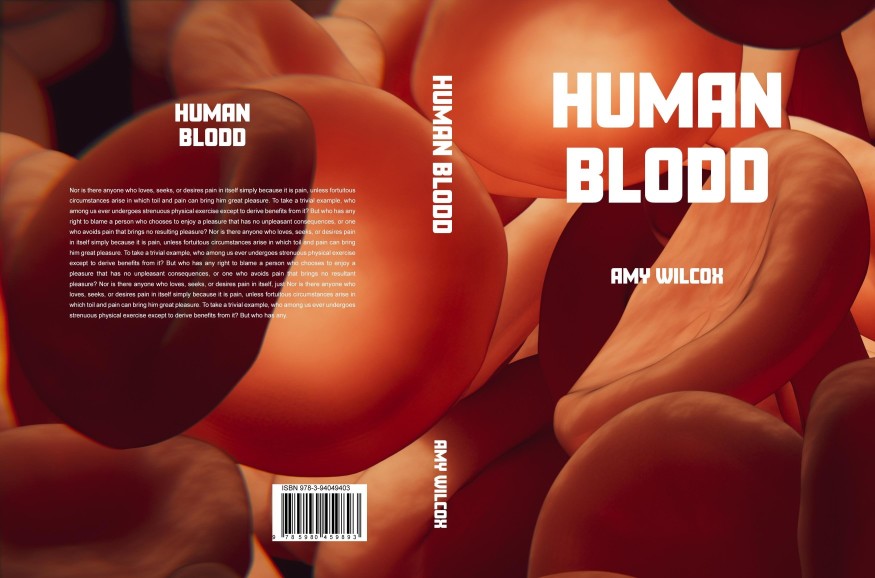 HUMAN
BLODD
Nor is there anyone who loves, seeks, or desires pain in itself simply because it is pain, unless fortuitous
circumstances arise in which toil and pain can bring him great pleasure. To take a trivial example, who
among us ever undergoes strenuous physical exercise except to derive benefits from it? But who has any
right to blame a person who chooses to enjoy a pleasure that has no unpleasant consequences, or one
who avoids pain that brings no resulting pleasure? Nor is there anyone who loves, seeks, or desires pain
in itself simply because it is pain, unless fortuitous circumstances arise in which toil and pain can bring
him great pleasure. To take a trivial example, who among us ever undergoes strenuous physical exercise
except to derive benefits from it? But who has any right to blame a person who chooses to enjoy a
pleasure that has no unpleasant consequences, or one who avoids pain that brings no resultant
pleasure? Nor is there anyone who loves, seeks, or desires pain in itself, just Nor is there anyone who
loves, seeks, or desires pain in itself simply because it is pain, unless fortuitous circumstances arise in
which toil and pain can bring him great pleasure. To take a trivial example, who among us ever undergoes
strenuous physical exercise except to derive benefits from it? But who has any.
ISBN 978-3-94049403
9 785980 459893
HUMAN BLODD
AMY WILCOX
HUMAN
BLODD
AMY WILCOX